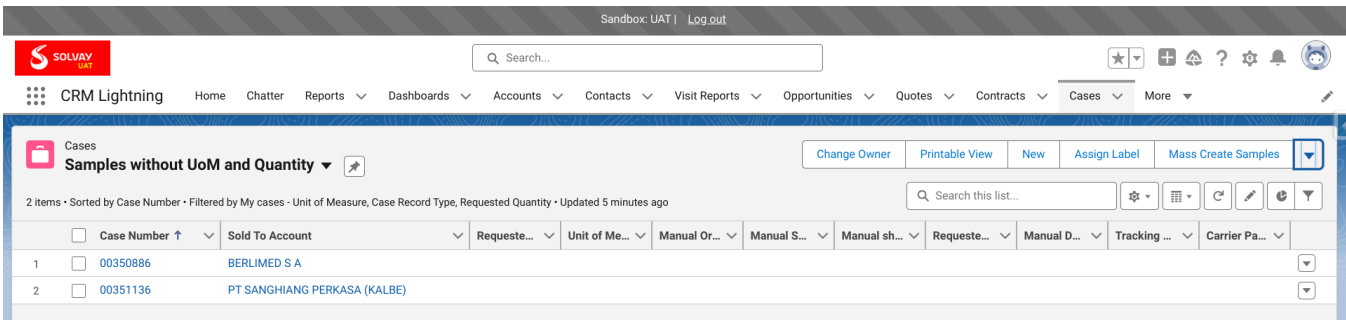 Sandbox: UAT | Log out
SOLVAY
UAT
Search...
CRM Lightning Home Chatter Reports Dashboards Accounts Contacts Visit Reports Opportunities Quotes Contracts Cases More
Cases
Samples without UoM and Quantity
Change Owner Printable View New Assign Label Mass Create Samples
2 items • Sorted by Case Number • Filtered by My cases - Unit of Measure, Case Record Type, Requested Quantity • Updated 5 minutes ago
Search this list...
Case Number ↑ Sold To Account Requeste... Unit of Me... Manual Or... Manual S... Manual sh... Requeste... Manual D... Tracking ... Carrier Pa...
1 00350886 BERLIMED S A
2 00351136 PT SANGHIANG PERKASA (KALBE)